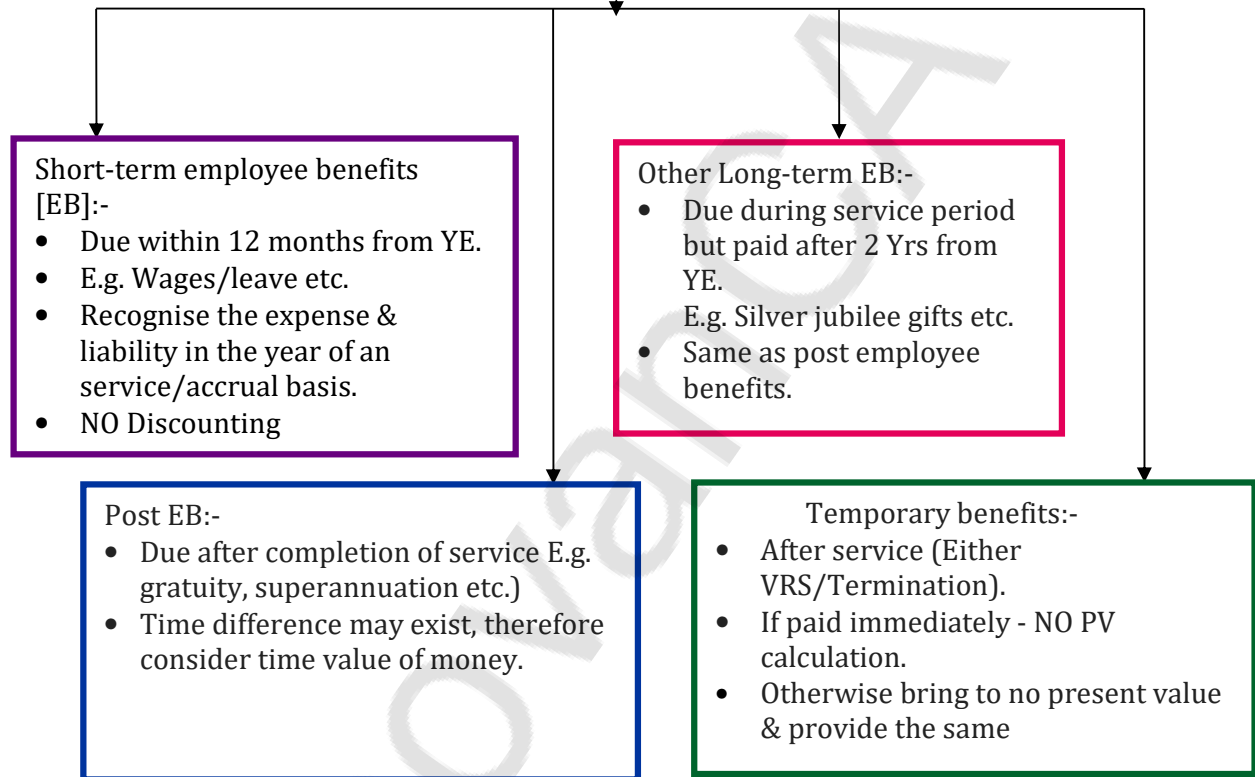 Short-term employee benefits
[EB]:-
• Due within 12 months from YE.
• E.g. Wages/leave etc.
• Recognise the expense &
liability in the year of an
service/accrual basis.
• NO Discounting
Other Long-term EB:-
• Due during service period
but paid after 2 Yrs from
YE.
E.g. Silver jubilee gifts etc.
• Same as post employee
benefits.
Post EB:-
• Due after completion of service E.g.
gratuity, superannuation etc.)
• Time difference may exist, therefore
consider time value of money.
Temporary benefits:-
• After service (Either
VRS/Termination).
• If paid immediately - NO PV
calculation.
• Otherwise bring to no present value
& provide the same
ovanCA